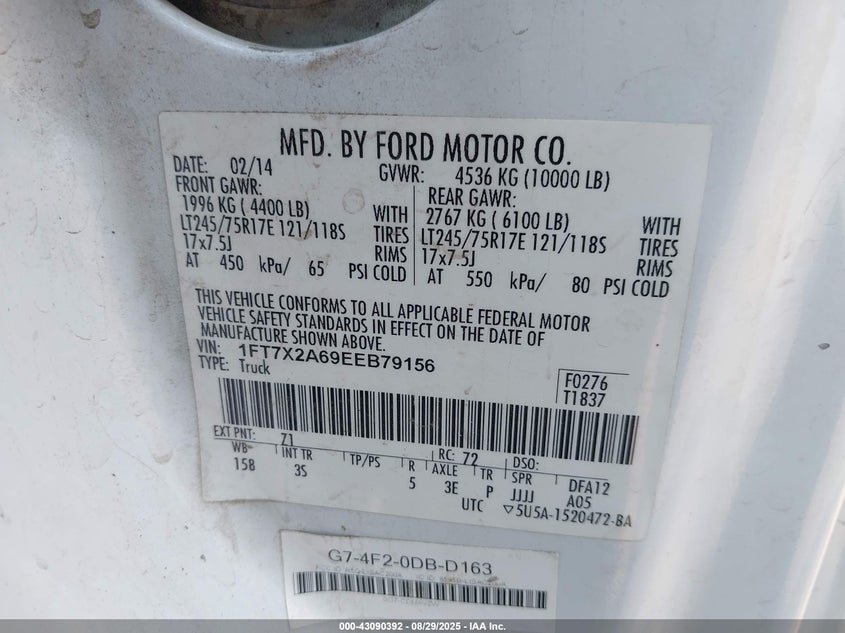 MFD. BY FORD MOTOR CO.
DATE: 02/14 GVWR: 4536 KG (10000 LB)
FRONT GAWR: REAR GAWR:
1996 KG ( 4400 LB) WITH 2767 KG ( 6100 LB) WITH
LT245/75R17E 121/118S TIRES LT245/75R17E 121/118S TIRES
17x7.5J RIMS 17x7.5J RIMS
AT 450 kPa/ 65 PSI COLD AT 550 kPa/ 80 PSI COLD
THIS VEHICLE CONFORMS TO ALL APPLICABLE FEDERAL MOTOR
VEHICLE SAFETY STANDARDS IN EFFECT ON THE DATE OF
MANUFACTURE SHOWN ABOVE.
VIN: 1FT7X2A69EEB79156
TYPE: Truck
F0276
T1837
EXT PNT: Z1 RC: 72 DSO:
WB INT TR TP/PS R AXLE TR SPR DFA12
158 3S 5 3E P JJJJ A05
UTC ▽5U5A-1520472-BA
G7-4F2-0DB-D163
000-43090392 - 08/29/2025 - IAA Inc.